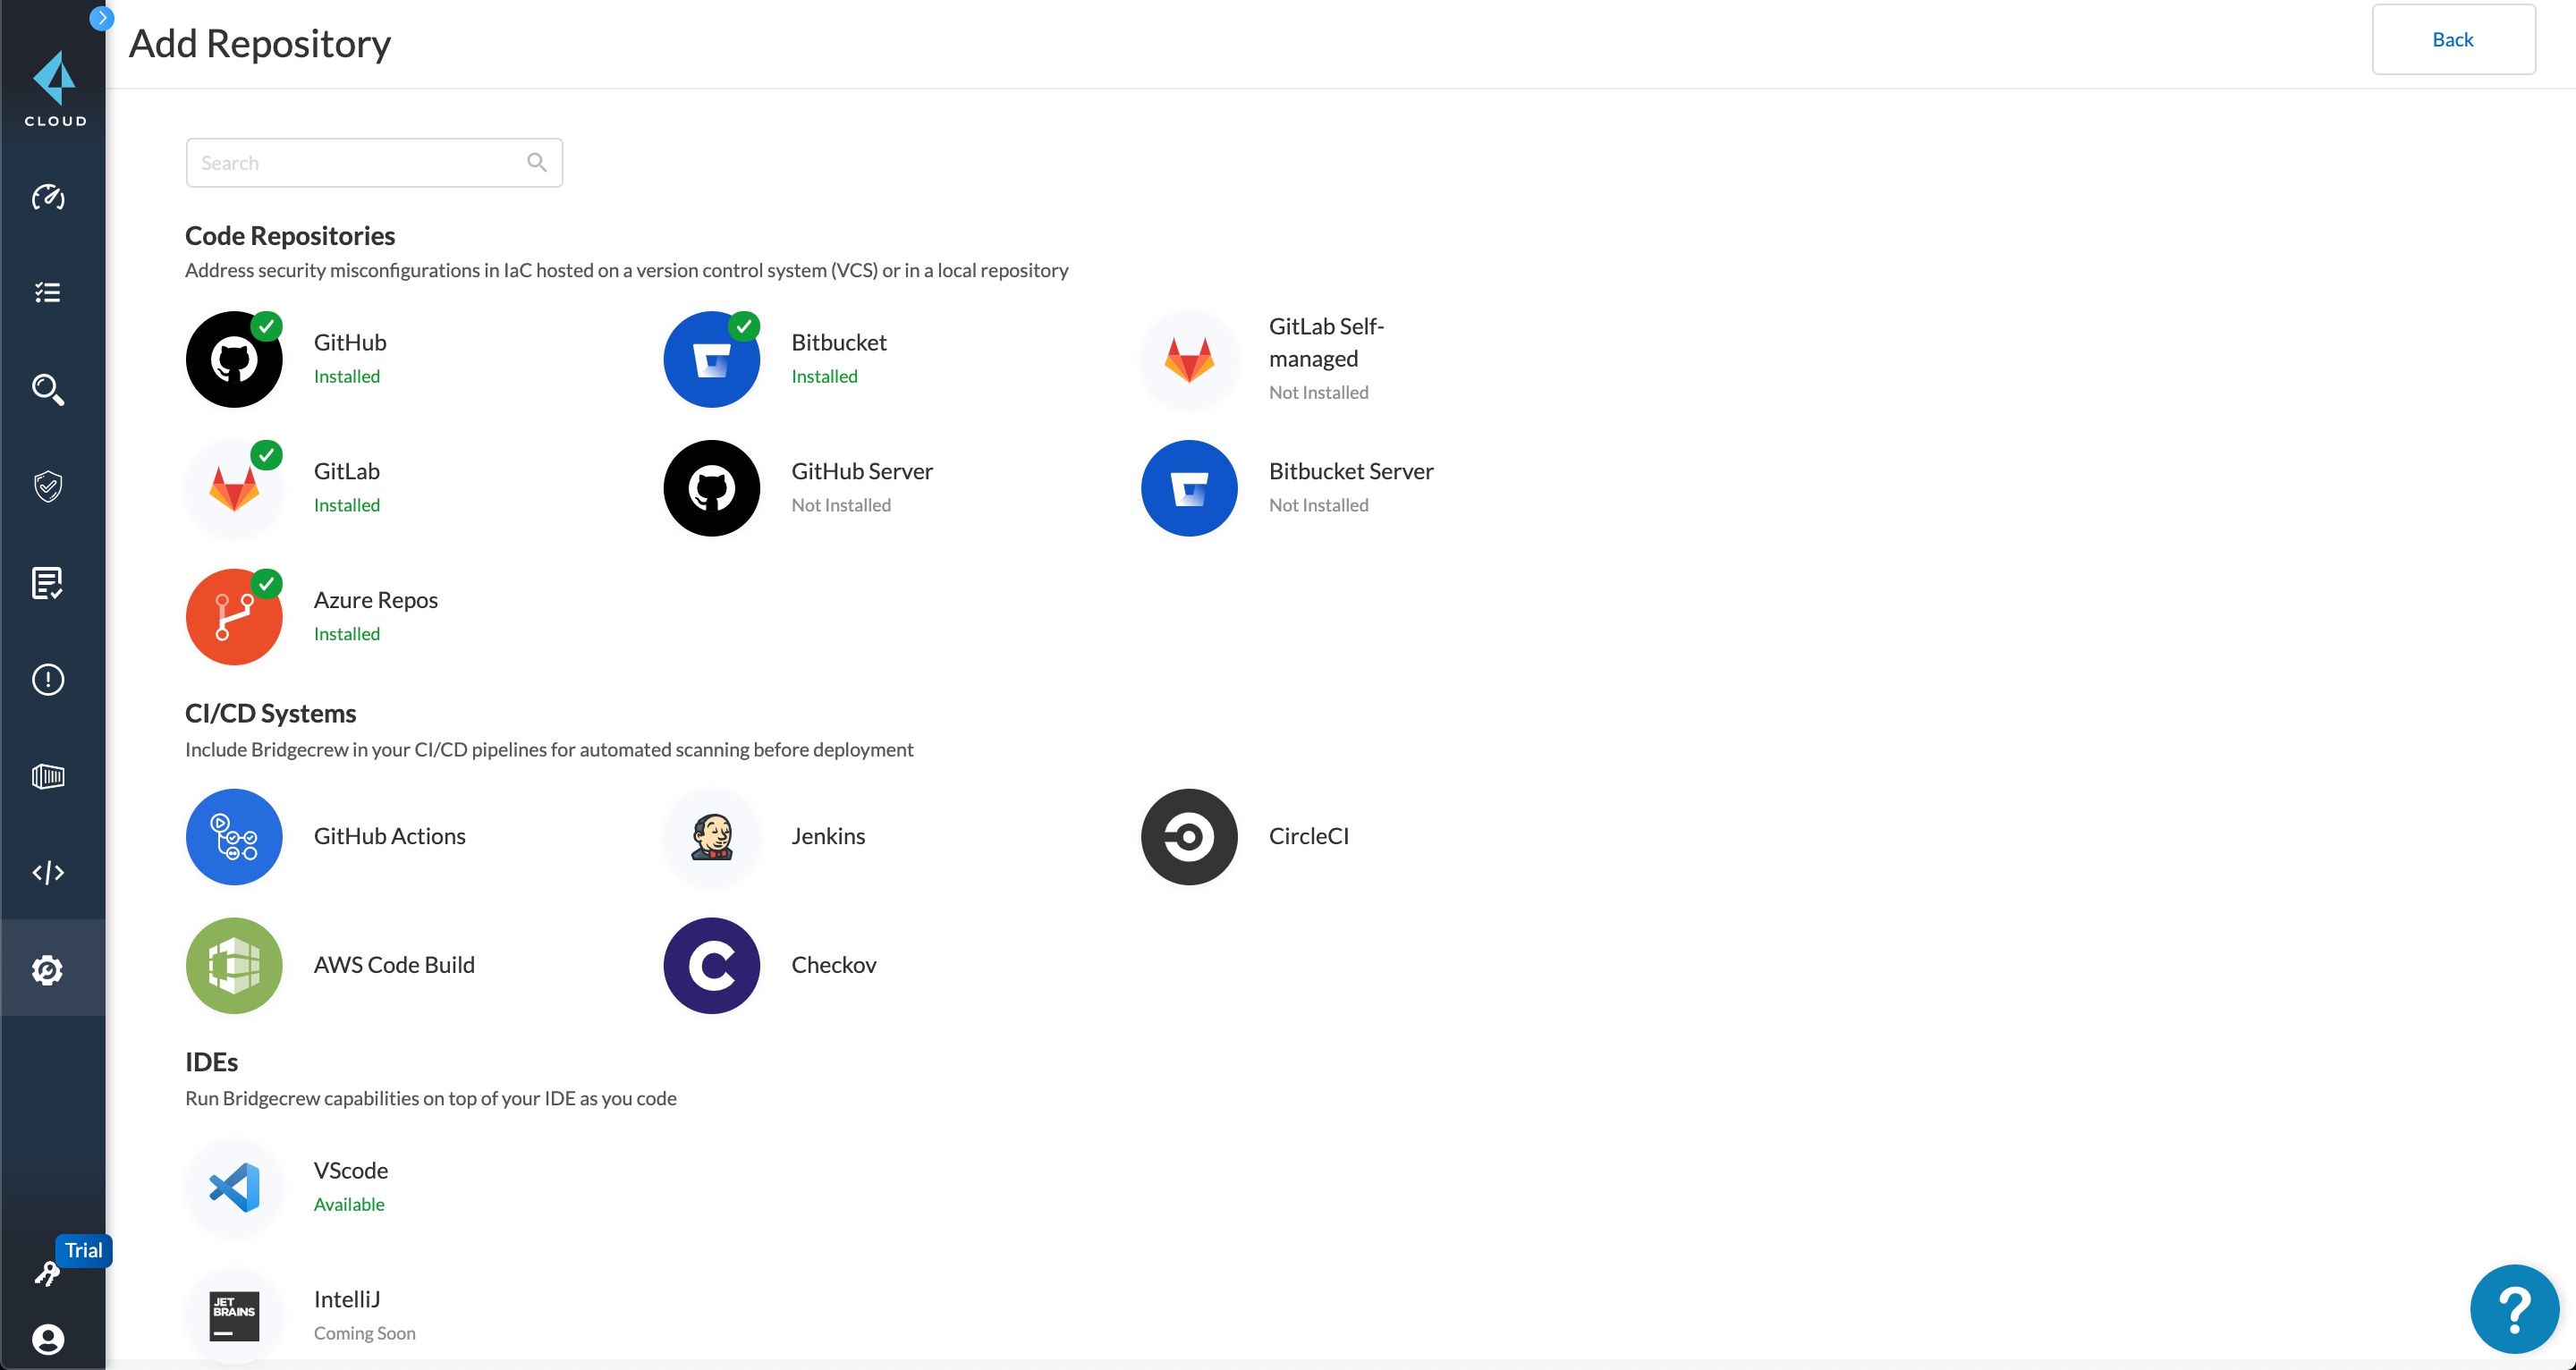 CLOUD
Add Repository
Back
Search
Code Repositories
Address security misconfigurations in IaC hosted on a version control system (VCS) or in a local repository
GitHub
Installed
Bitbucket
Installed
GitLab Self-
managed
Not Installed
GitLab
Installed
GitHub Server
Not Installed
Bitbucket Server
Not Installed
Azure Repos
Installed
CI/CD Systems
Include Bridgecrew in your CI/CD pipelines for automated scanning before deployment
GitHub Actions
Jenkins
CircleCI
AWS Code Build
Checkov
IDEs
Run Bridgecrew capabilities on top of your IDE as you code
VScode
Available
Trial
JET
BRAINS
IntelliJ
Coming Soon
?